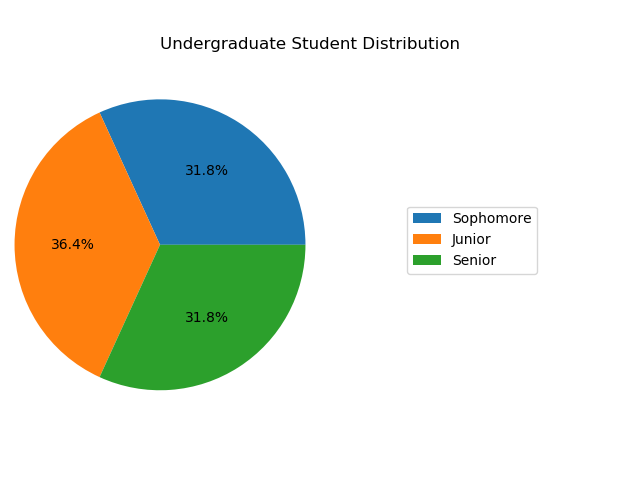 Undergraduate Student Distribution
31.8%
36.4%
31.8%
Sophomore
Junior
Senior